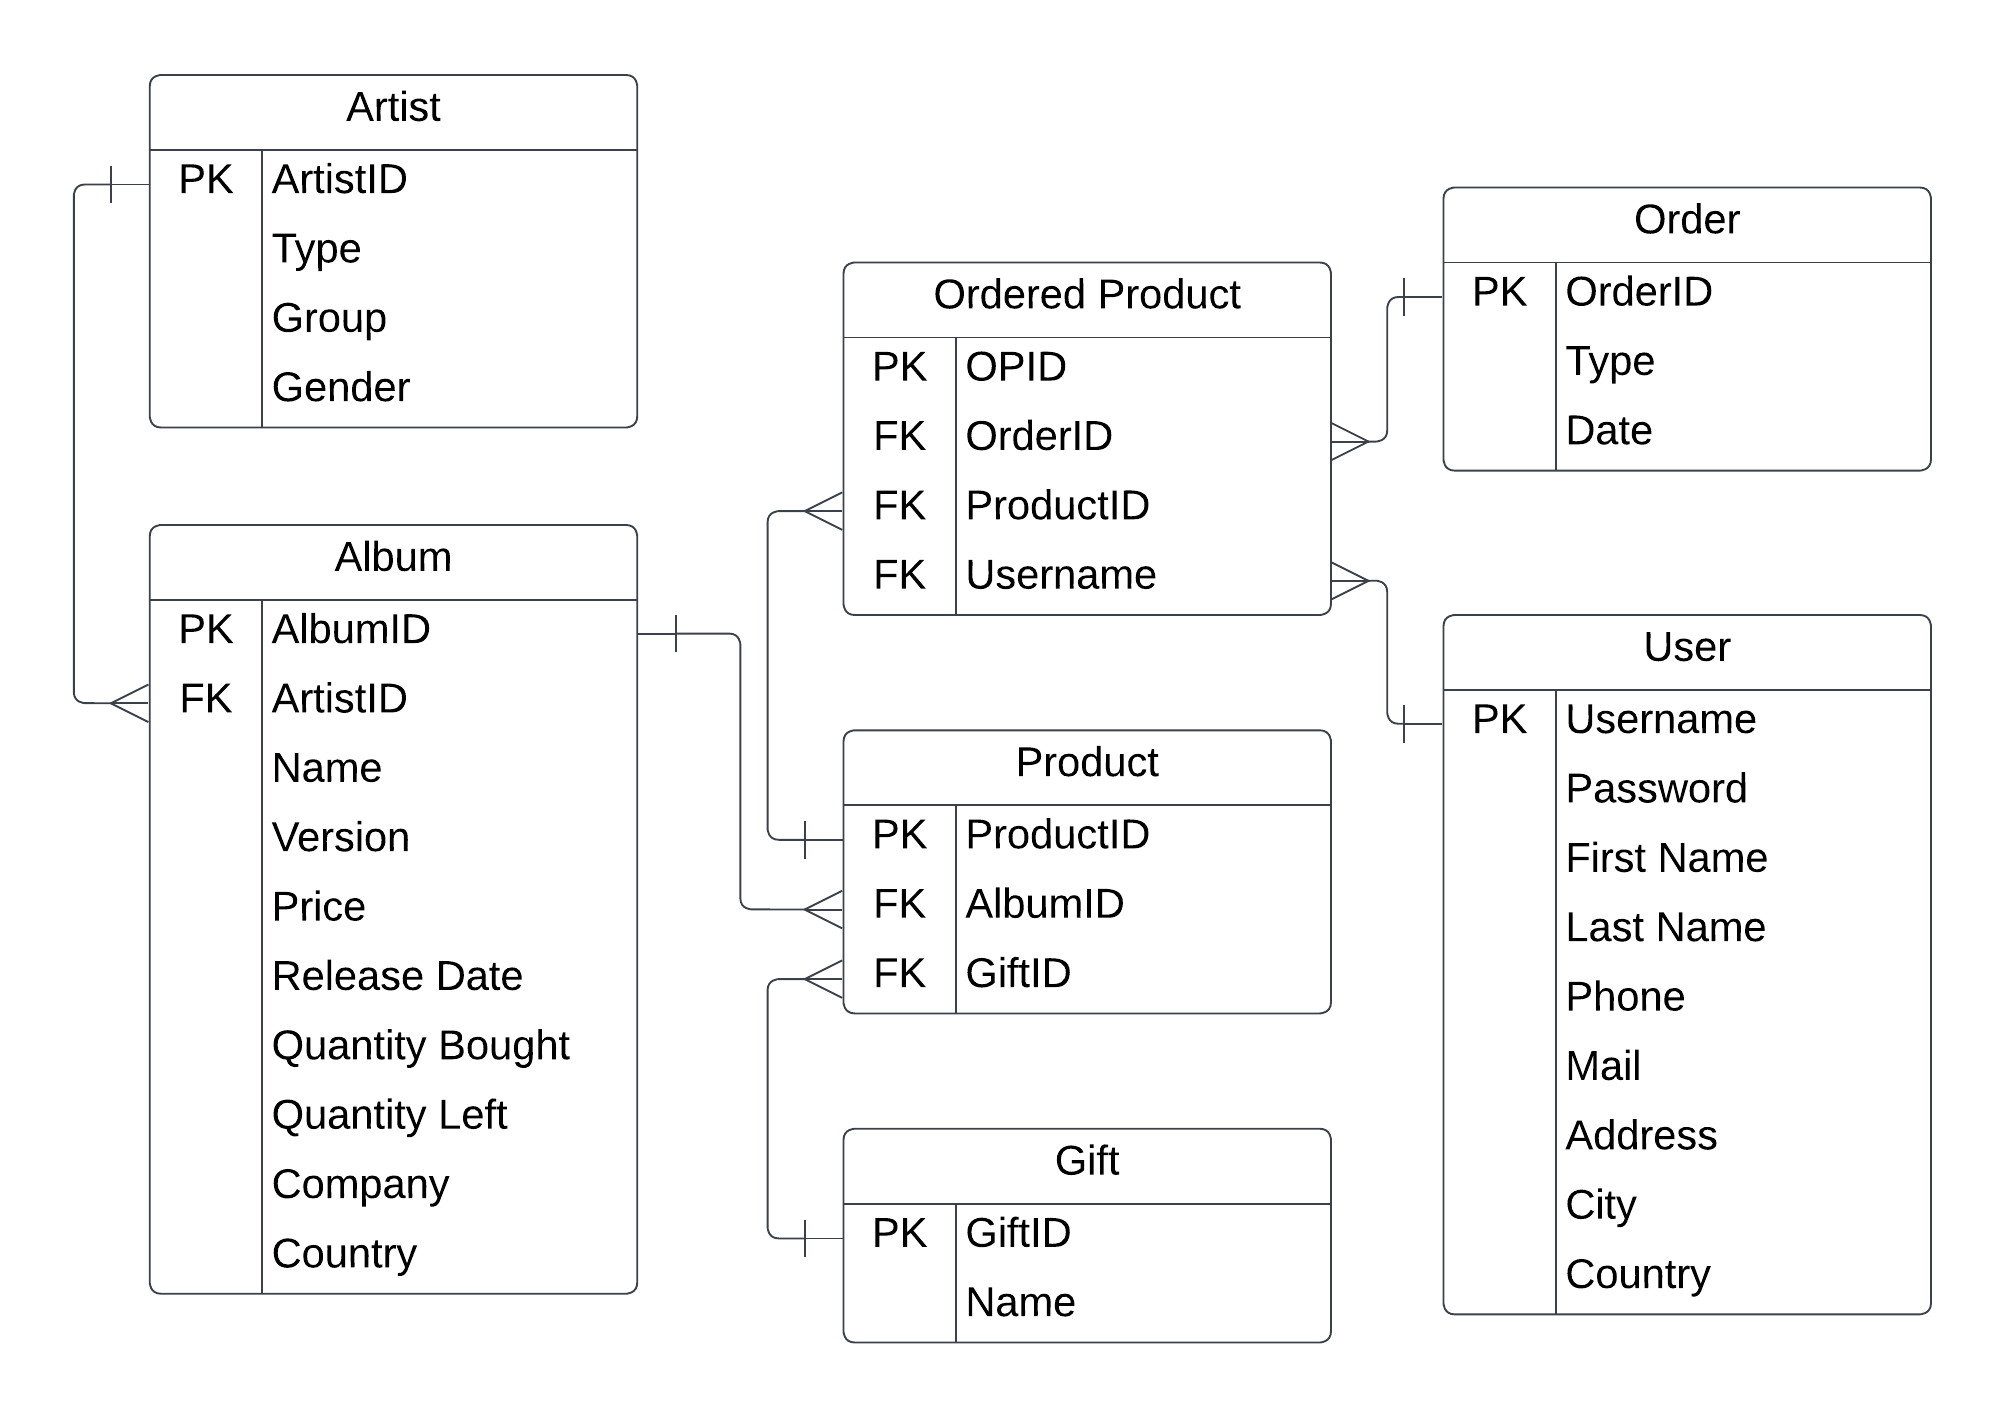 Artist
PK ArtistID
Type
Group
Gender
Album
PK AlbumID
FK ArtistID
Name
Version
Price
Release Date
Quantity Bought
Quantity Left
Company
Country
Ordered Product
PK OPID
FK OrderID
FK ProductID
FK Username
Product
PK ProductID
FK AlbumID
FK GiftID
Gift
PK GiftID
Name
Order
PK OrderID
Type
Date
User
PK Username
Password
First Name
Last Name
Phone
Mail
Address
City
Country